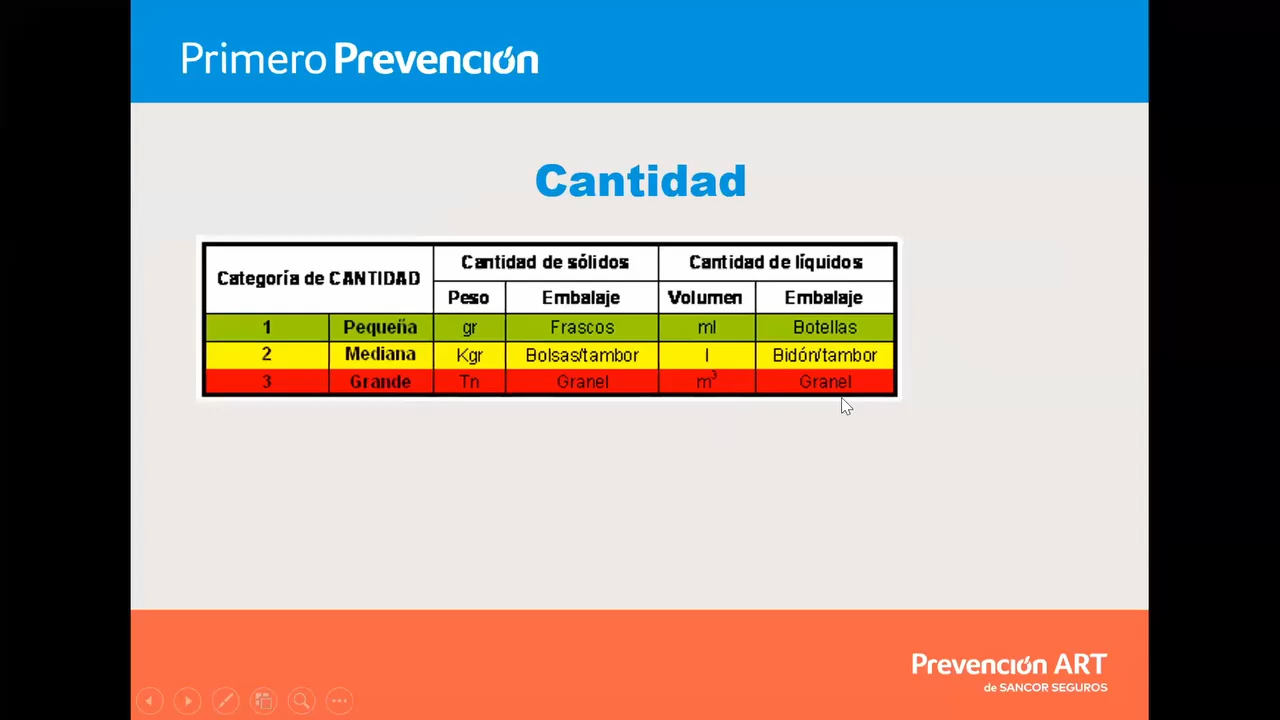 Primero Prevención
Cantidad
Categoría de CANTIDAD Cantidad de sólidos Cantidad de líquidos
Peso Embalaje Volumen Embalaje
1 Pequeña gr Frascos ml Botellas
2 Mediana Kgr Bolsas/tambor l Bidón/tambor
3 Grande Tn Granel m³ Granel
Prevención ART
de SANCOR SEGUROS